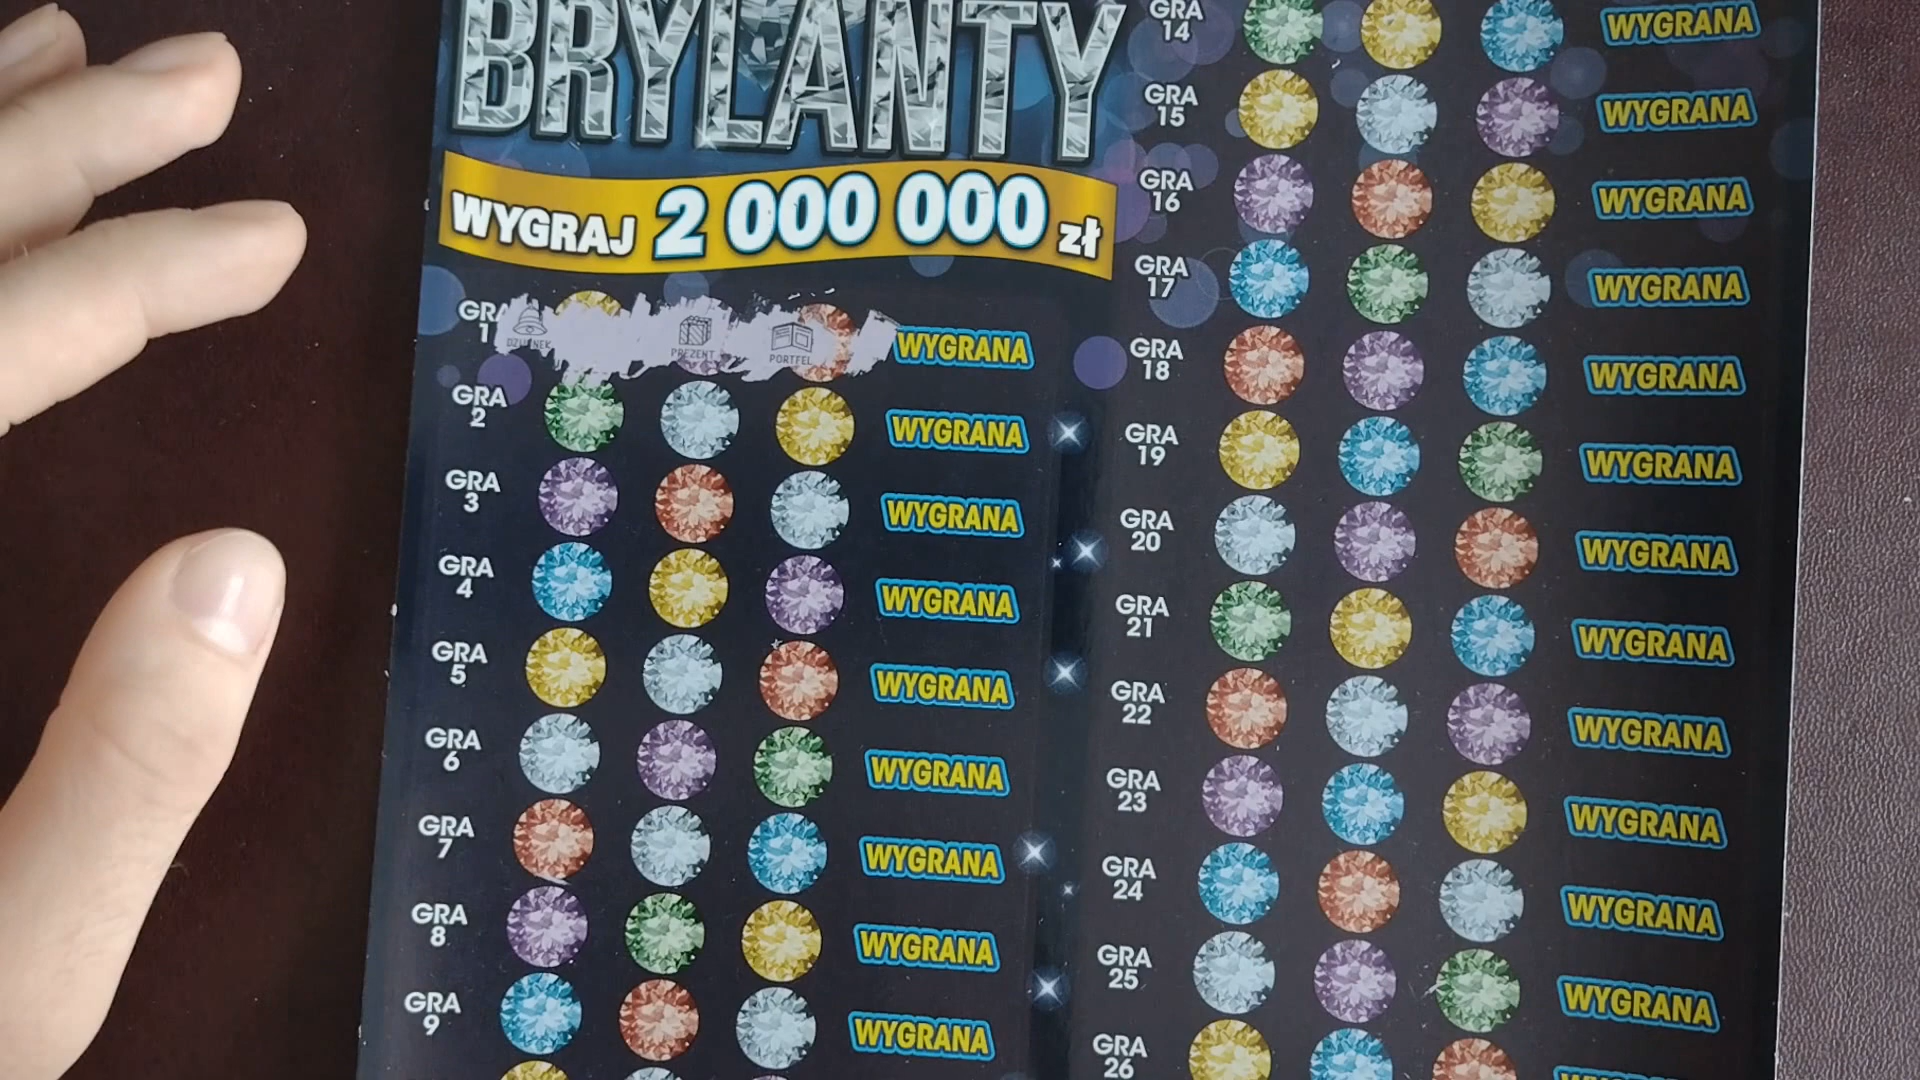 BRYLANTY
WYGRAJ 2 000 000 zł
GRA 1
DZWONEK PREZENT PORTFEL WYGRANA
GRA 2 WYGRANA
GRA 3 WYGRANA
GRA 4 WYGRANA
GRA 5 WYGRANA
GRA 6 WYGRANA
GRA 7 WYGRANA
GRA 8 WYGRANA
GRA 9 WYGRANA
GRA 14 WYGRANA
GRA 15 WYGRANA
GRA 16 WYGRANA
GRA 17 WYGRANA
GRA 18 WYGRANA
GRA 19 WYGRANA
GRA 20 WYGRANA
GRA 21 WYGRANA
GRA 22 WYGRANA
GRA 23 WYGRANA
GRA 24 WYGRANA
GRA 25 WYGRANA
GRA 26